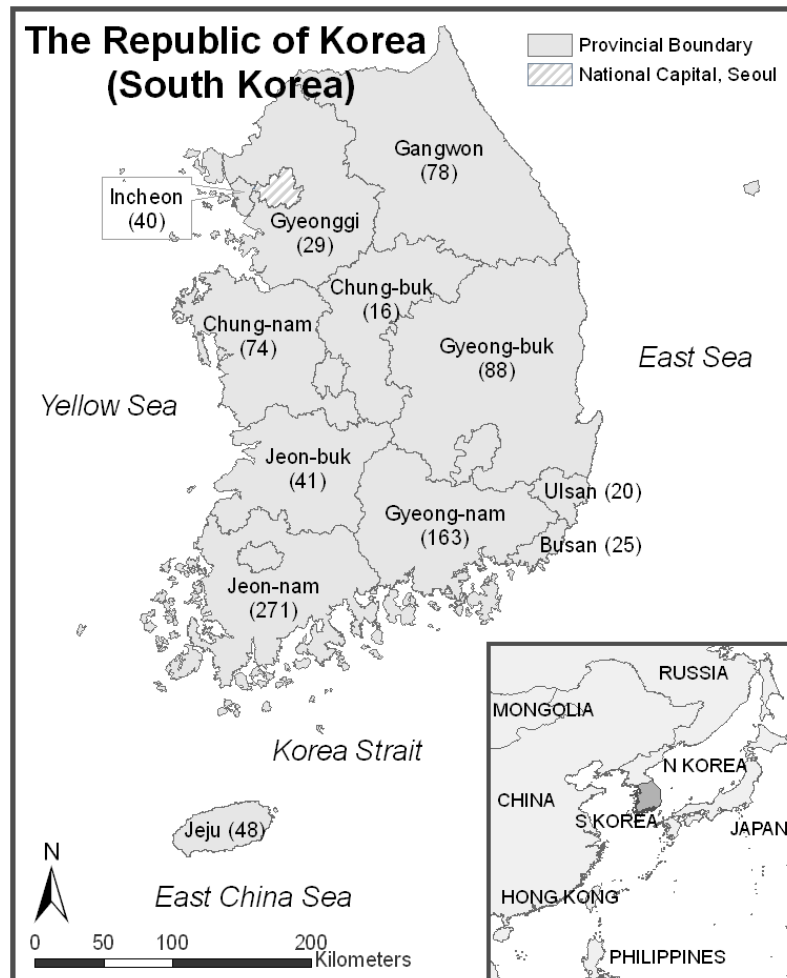 The Republic of Korea
(South Korea)
Provincial Boundary
National Capital, Seoul
Gangwon
(78)
Incheon
(40)
Gyeonggi
(29)
Chung-buk
(16)
Chung-nam
(74)
Gyeong-buk
(88)
East Sea
Yellow Sea
Jeon-buk
(41)
Ulsan (20)
Gyeong-nam
(163)
Busan (25)
Jeon-nam
(271)
Korea Strait
Jeju (48)
East China Sea
N
0 50 100 200
Kilometers
RUSSIA
MONGOLIA
N KOREA
CHINA
S KOREA
JAPAN
HONG KONG
PHILIPPINES